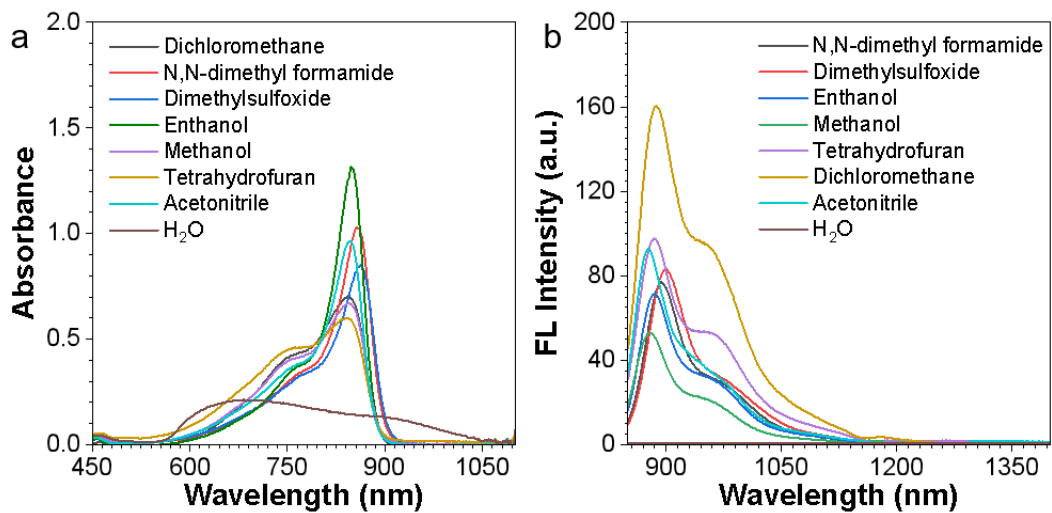 a
2.0
1.5
1.0
0.5
0.0
Absorbance
Dichloromethane
N,N-dimethyl formamide
Dimethylsulfoxide
Enthanol
Methanol
Tetrahydrofuran
Acetonitrile
H₂O
450
600
750
900
1050
Wavelength (nm)
b
200
160
120
80
40
0
FL Intensity (a.u.)
N,N-dimethyl formamide
Dimethylsulfoxide
Enthanol
Methanol
Tetrahydrofuran
Dichloromethane
Acetonitrile
H₂O
900
1050
1200
1350
Wavelength (nm)